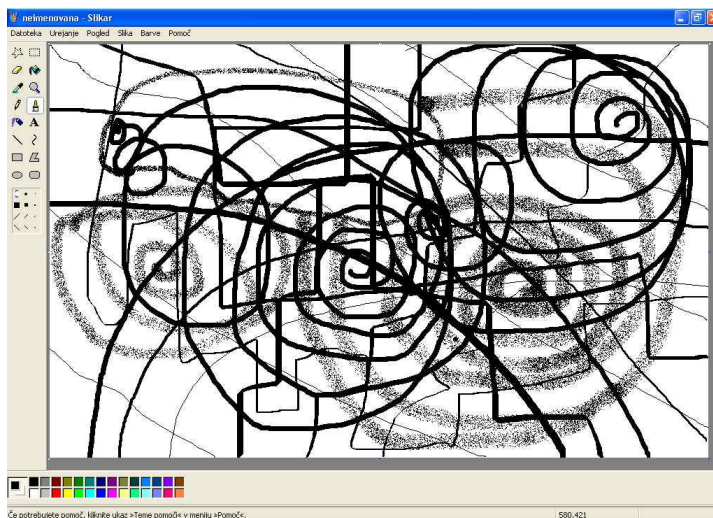 neimenovana - Slikar
Datoteka Urejanje Pogled Slika Barve Pomoč
A
Če potrebujete pomoč, kliknite ukaz »Teme pomoči« v meniju »Pomoč«. 580,421